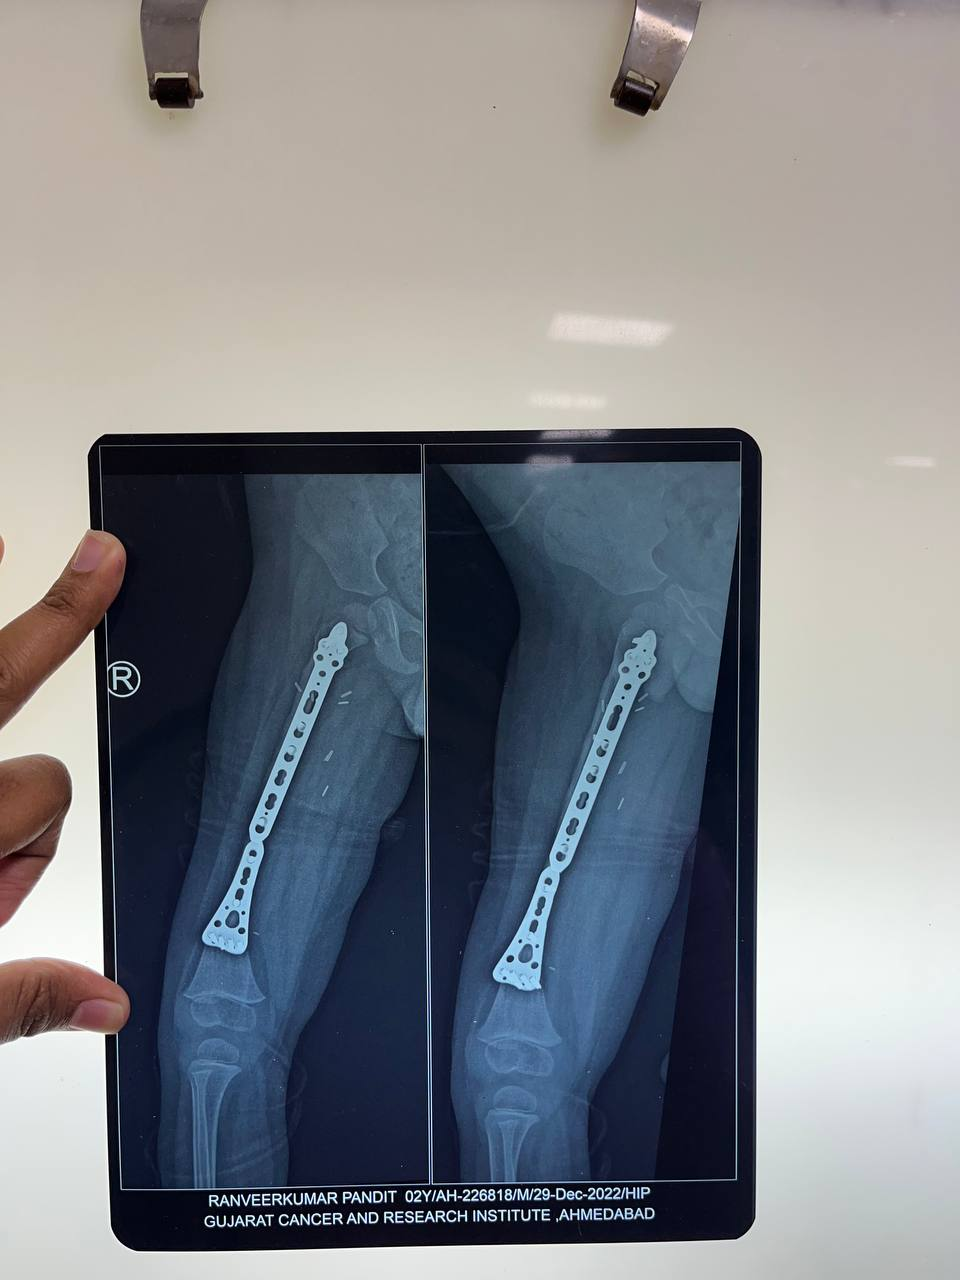 R
RANVEERKUMAR PANDIT 02Y/AH-226818/M/29-Dec-2022/HIP
GUJARAT CANCER AND RESEARCH INSTITUTE ,AHMEDABAD